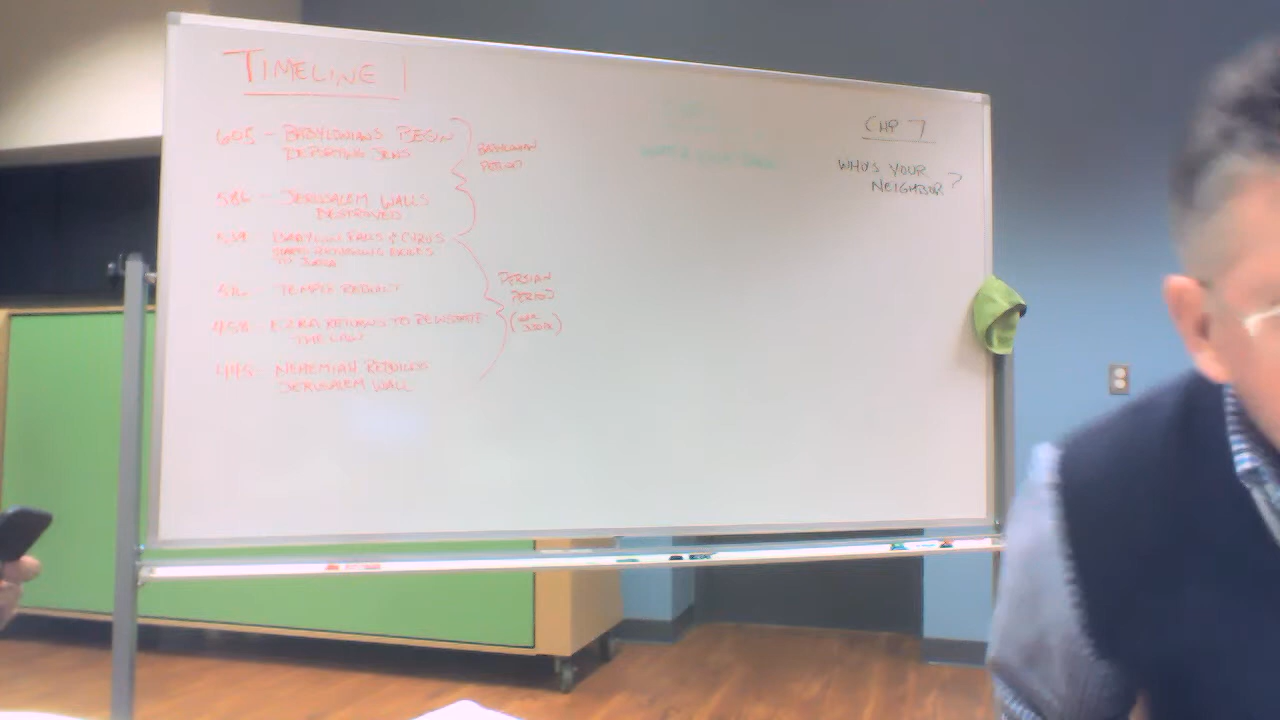 TIMELINE
605 - BABYLONIANS BEGIN
DEPORTING JEWS
BABYLONIAN
PERIOD
586 - JERUSALEM WALLS
DESTROYED
539 BABYLON FALLS & CYRUS
EXILES
TO JUDEA
TEMPLE REBUILT
458 EZRA RETURNS TO REINSTATE
THE LAW
445 NEHEMIAH REBUILDS
JERUSALEM WALL
PERSIAN
PERIOD
CHP 7
WHO'S YOUR
NEIGHBOR?